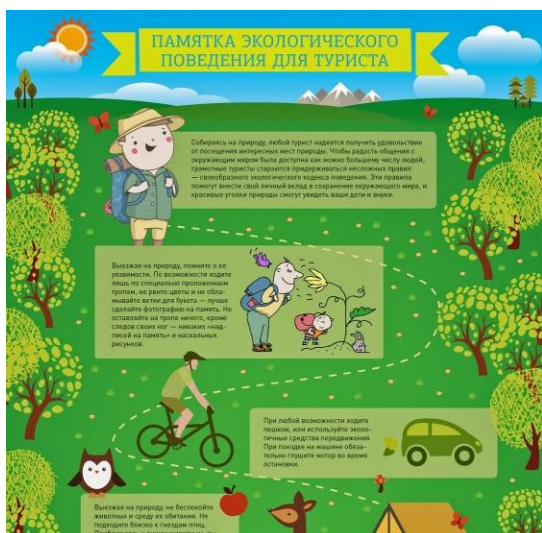 ПАМЯТКА ЭКОЛОГИЧЕСКОГО
ПОВЕДЕНИЯ ДЛЯ ТУРИСТА
Собираясь на природу, любой турист надеется получить удовольствие
от посещения интересных мест природы. Чтобы радость общения с
окружающим миром была доступна как можно большему числу людей,
грамотные туристы стараются придерживаться несложных правил
— своеобразного экологического кодекса поведения. Эти правила
помогут внести свой личный вклад в сохранение окружающего мира, и
красивые уголки природы смогут увидеть ваши дети и внуки.
Выезжая на природу, помните о ее
уязвимости. По возможности ходите
лишь по специально проложенным
тропам, не рвите цветы и не обла-
мывайте ветки для букета — лучше
сделайте фотографию на память. Не
оставляйте на тропе ничего, кроме
следов своих ног — никаких «над-
писей на память» и наскальных
рисунков.
При любой возможности ходите
пешком, или используйте эколо-
гичные средства передвижения.
При поездке на машине обяза-
тельно глушите мотор во время
остановки.
Выезжая на природу, не беспокойте
животных и среду их обитания. Не
подходите близко к гнездам птиц.